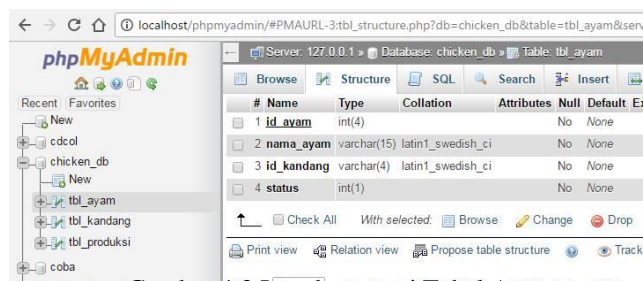 localhost/phpmyadmin/#PMAURL-3:tbl_structure.php?db=chicken_db&table=tbl_ayam&serv
phpMyAdmin
Recent Favorites
New
cdcol
chicken_db
New
tbl_ayam
tbl_kandang
tbl_produksi
coba
Server: 127.0.0.1 » Database: chicken_db » Table: tbl_ayam
Browse Structure SQL Search Insert
# Name Type Collation Attributes Null Default Ex
1 id_ayam int(4) No None
2 nama_ayam varchar(15) latin1_swedish_ci No None
3 id_kandang varchar(4) latin1_swedish_ci No None
4 status int(1) No None
Check All With selected: Browse Change Drop
Print view Relation view Propose table structure Track